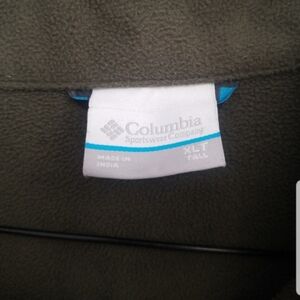 Columbia
Sportswear Company
XLT
TALL
MADE IN
INDIA